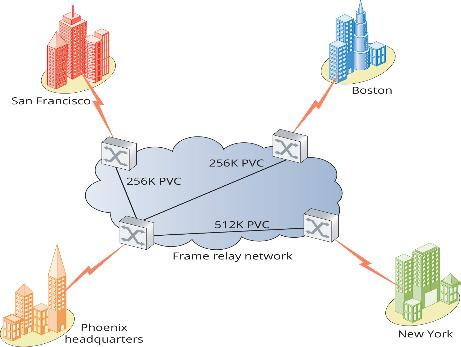 San Francisco
Boston
256K PVC
256K PVC
512K PVC
Frame relay network
Phoenix
headquarters
New York